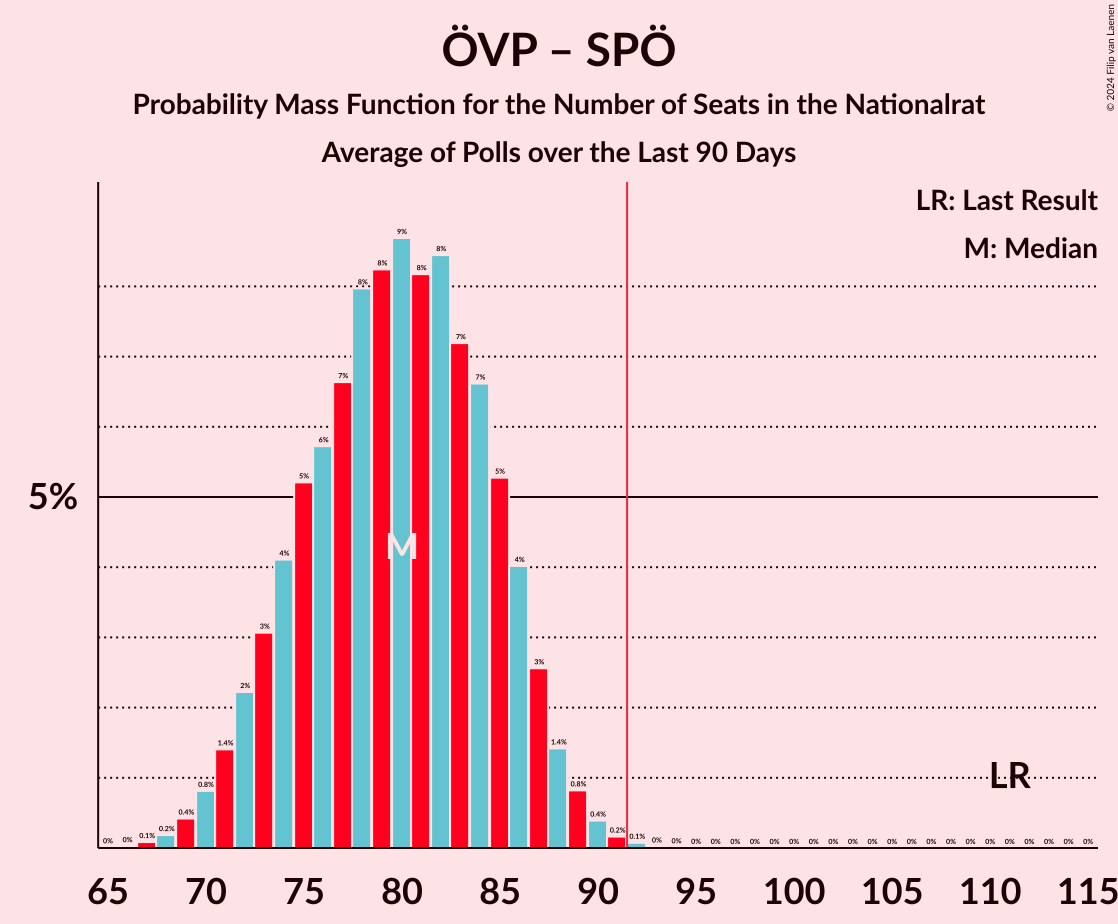 ÖVP – SPÖ
Probability Mass Function for the Number of Seats in the Nationalrat
Average of Polls over the Last 90 Days
© 2024 Filip van Laenen
LR: Last Result
M: Median
5%
0% 0% 0.1% 0.2% 0.4% 0.8% 1.4% 2% 3% 4% 5% 6% 7% 8% 8% 9% 8% 8% 7% 7% 5% 4% 3% 1.4% 0.8% 0.4% 0.2% 0.1% 0% 0% 0% 0% 0% 0% 0% 0% 0% 0% 0% 0% 0% 0% 0% 0% 0% 0% 0% 0% 0% 0% 0%
M
LR
65 70 75 80 85 90 95 100 105 110 115